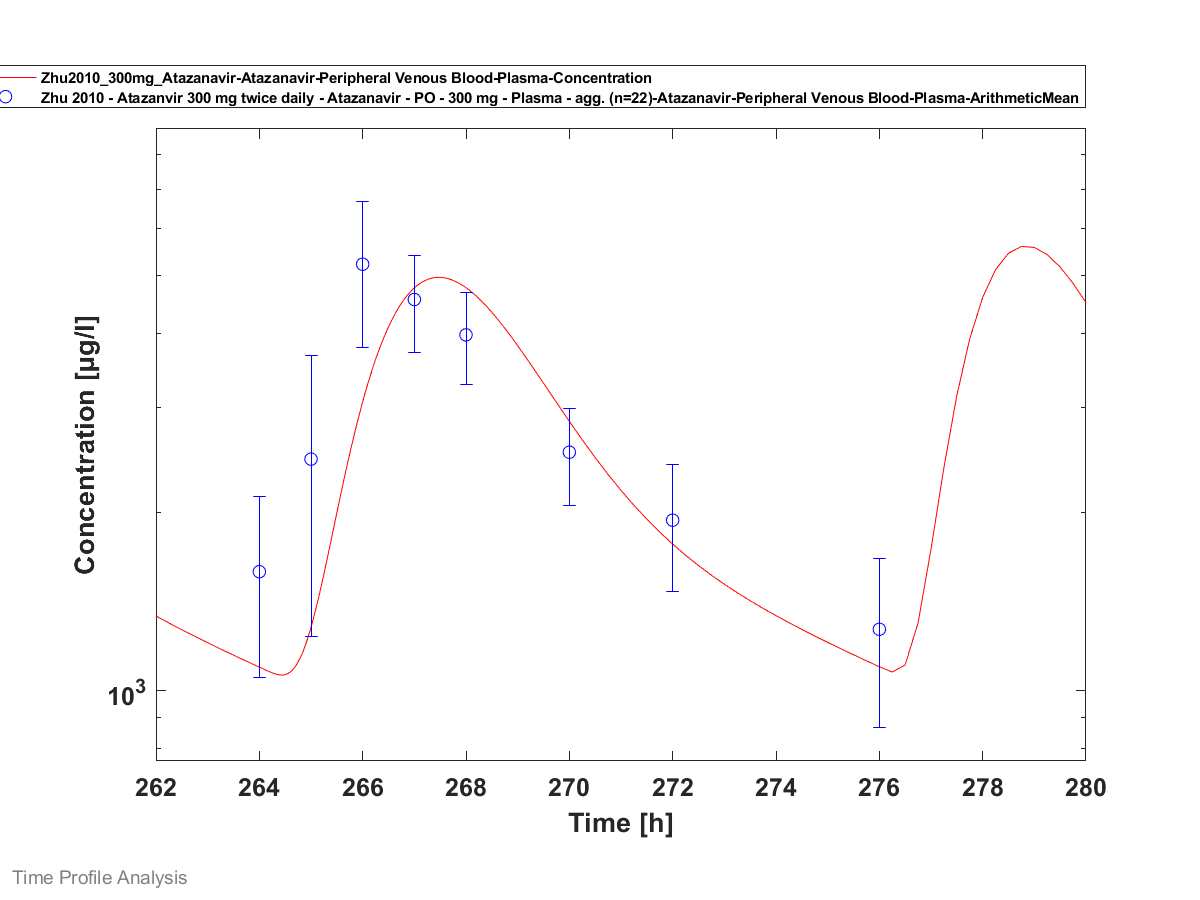 Zhu2010_300mg_Atazanavir-Atazanavir-Peripheral Venous Blood-Plasma-Concentration
Zhu 2010 - Atazanvir 300 mg twice daily - Atazanavir - PO - 300 mg - Plasma - agg. (n=22)-Atazanavir-Peripheral Venous Blood-Plasma-ArithmeticMean
Concentration [µg/l]
10³
262 264 266 268 270 272 274 276 278 280
Time [h]
Time Profile Analysis